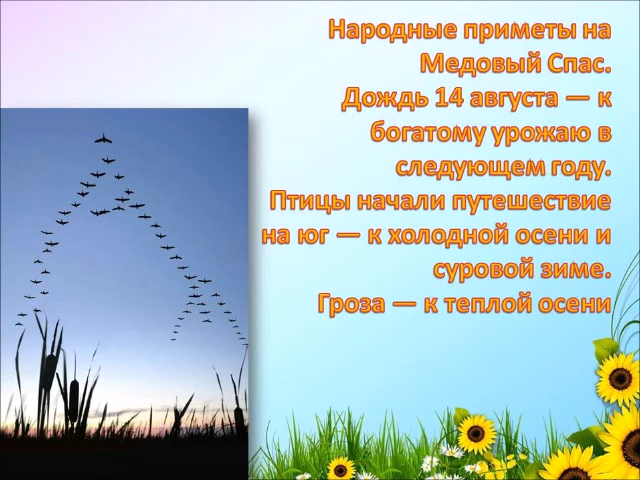 Народные приметы на
Медовый Спас.
Дождь 14 августа — к
богатому урожаю в
следующем году.
Птицы начали путешествие
на юг — к холодной осени и
суровой зиме.
Гроза — к теплой осени